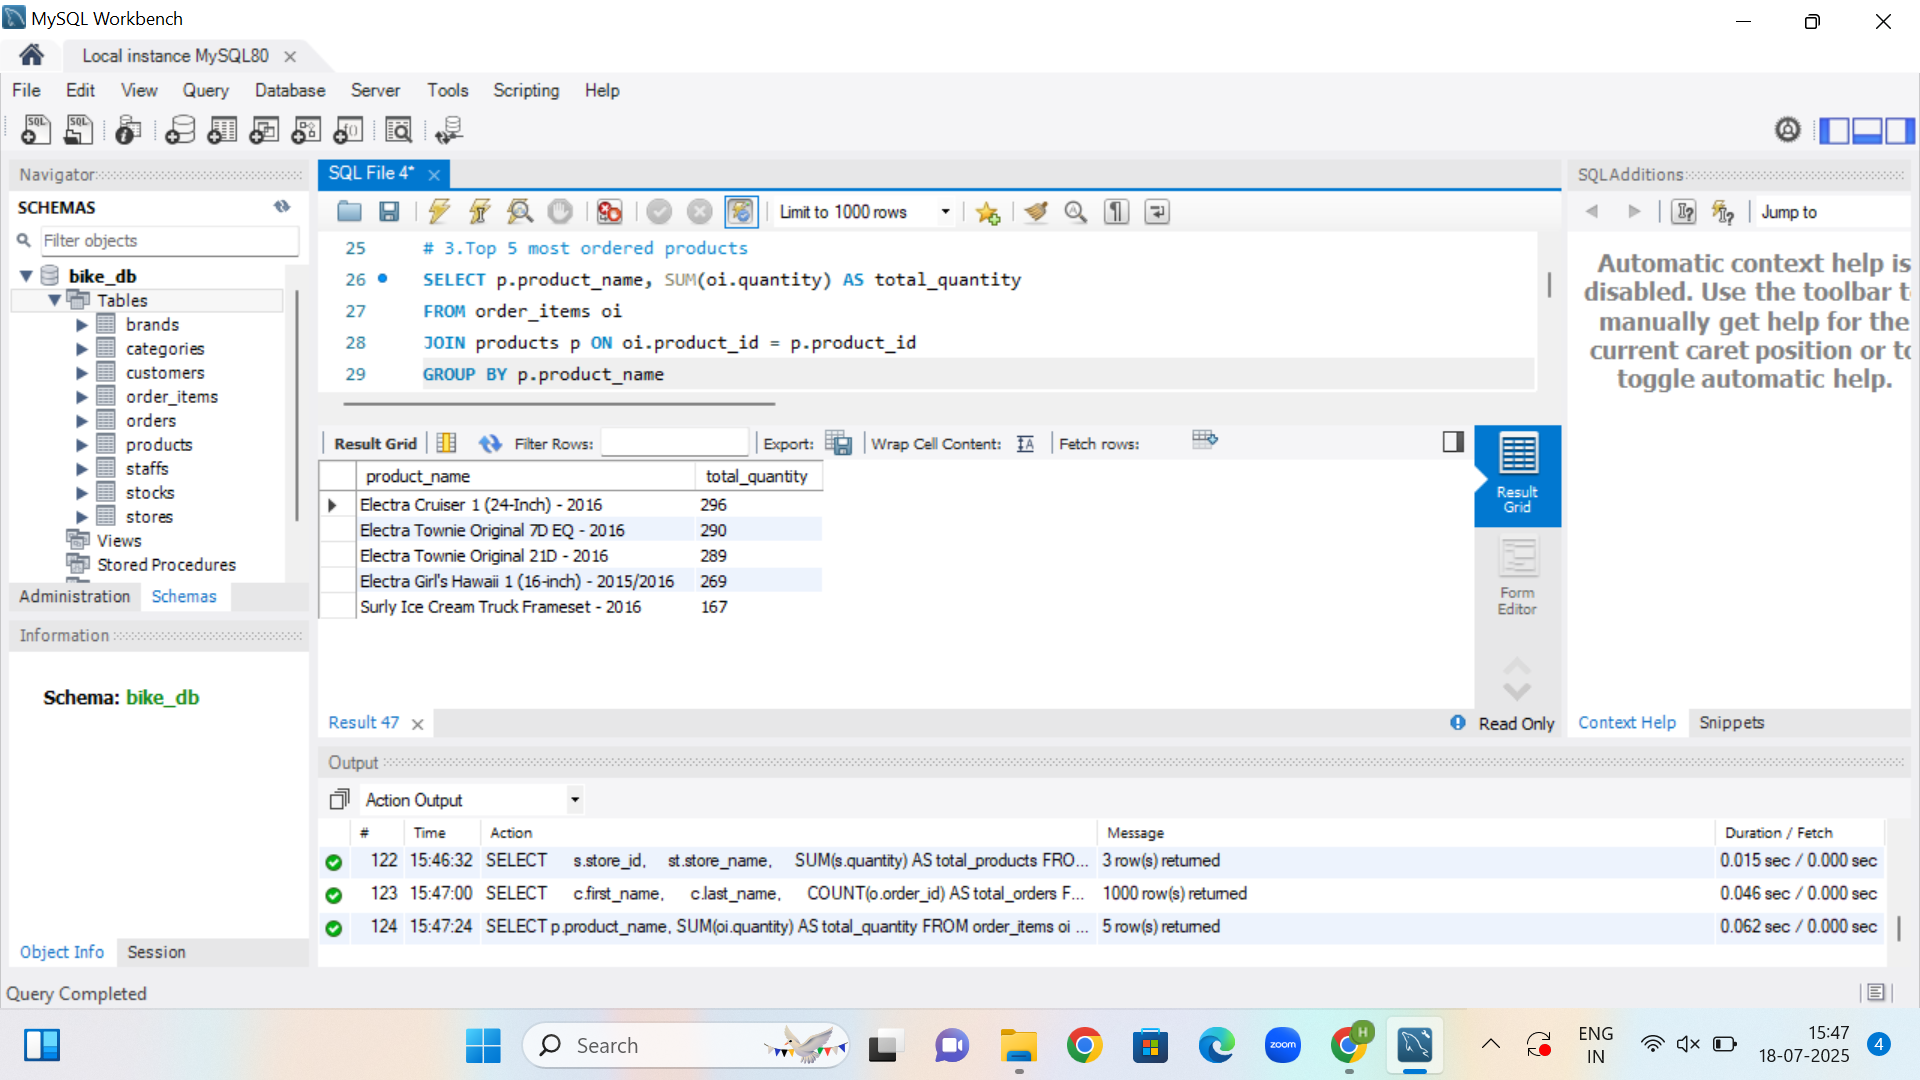 MySQL Workbench
Local instance MySQL80
File Edit View Query Database Server Tools Scripting Help
Navigator
SCHEMAS
Filter objects
bike_db
Tables
brands
categories
customers
order_items
orders
products
staffs
stocks
stores
Views
Stored Procedures
Administration Schemas
Information
Schema: bike_db
Object Info Session
SQL File 4*
Limit to 1000 rows
25 # 3.Top 5 most ordered products
26 SELECT p.product_name, SUM(oi.quantity) AS total_quantity
27 FROM order_items oi
28 JOIN products p ON oi.product_id = p.product_id
29 GROUP BY p.product_name
Result Grid Filter Rows: Export: Wrap Cell Content: Fetch rows:
product_name total_quantity
Electra Cruiser 1 (24-Inch) - 2016 296
Electra Townie Original 7D EQ - 2016 290
Electra Townie Original 21D - 2016 289
Electra Girl's Hawaii 1 (16-inch) - 2015/2016 269
Surly Ice Cream Truck Frameset - 2016 167
Result
Grid
Form
Editor
Result 47
Read Only
SQLAdditions
Jump to
Automatic context help is
disabled. Use the toolbar t
manually get help for the
current caret position or to
toggle automatic help.
Context Help Snippets
Output
Action Output
# Time Action Message Duration / Fetch
122 15:46:32 SELECT s.store_id, st.store_name, SUM(s.quantity) AS total_products FRO... 3 row(s) returned 0.015 sec / 0.000 sec
123 15:47:00 SELECT c.first_name, c.last_name, COUNT(o.order_id) AS total_orders F... 1000 row(s) returned 0.046 sec / 0.000 sec
124 15:47:24 SELECT p.product_name, SUM(oi.quantity) AS total_quantity FROM order_items oi ... 5 row(s) returned 0.062 sec / 0.000 sec
Query Completed
Search
zoom
H
ENG
IN
15:47
18-07-2025
4